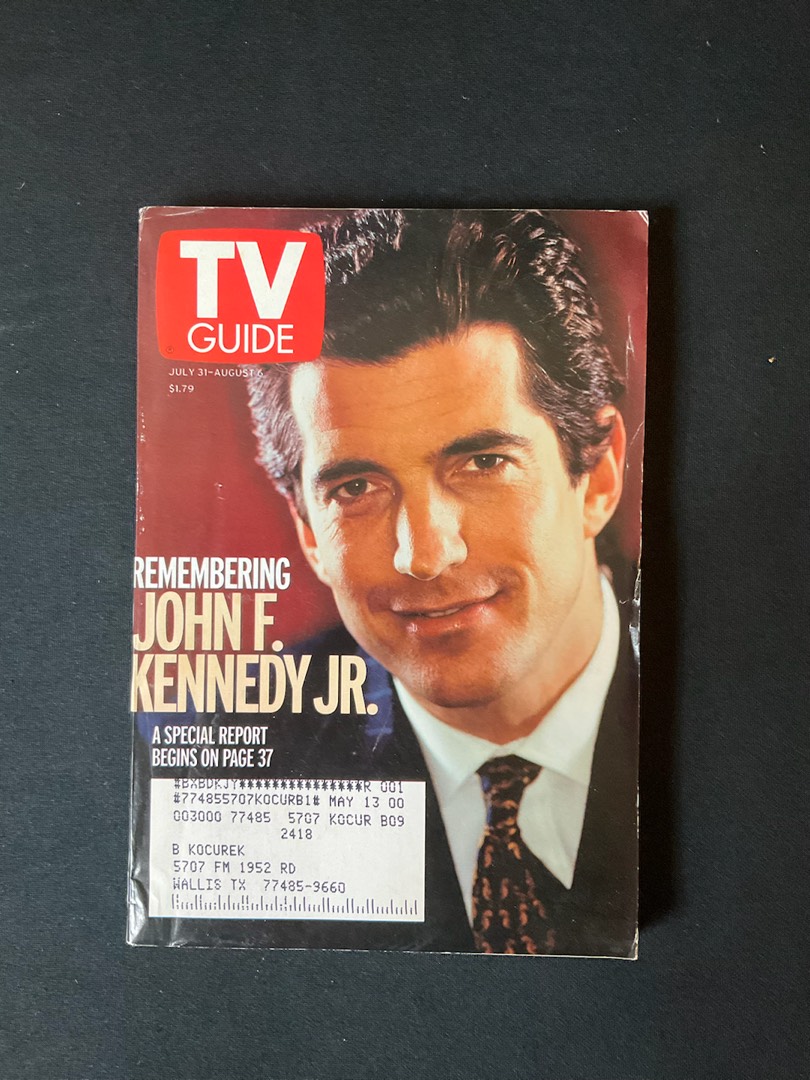 TV
GUIDE
JULY 31–AUGUST 6
$1.79
REMEMBERING
JOHN F.
KENNEDY JR.
A SPECIAL REPORT
BEGINS ON PAGE 37
#BXBDKJY****************R 001
#774855707KOCURB1# MAY 13 00
003000 77485 5707 KOCUR B09
2418
B KOCUREK
5707 FM 1952 RD
WALLIS TX 77485-9660